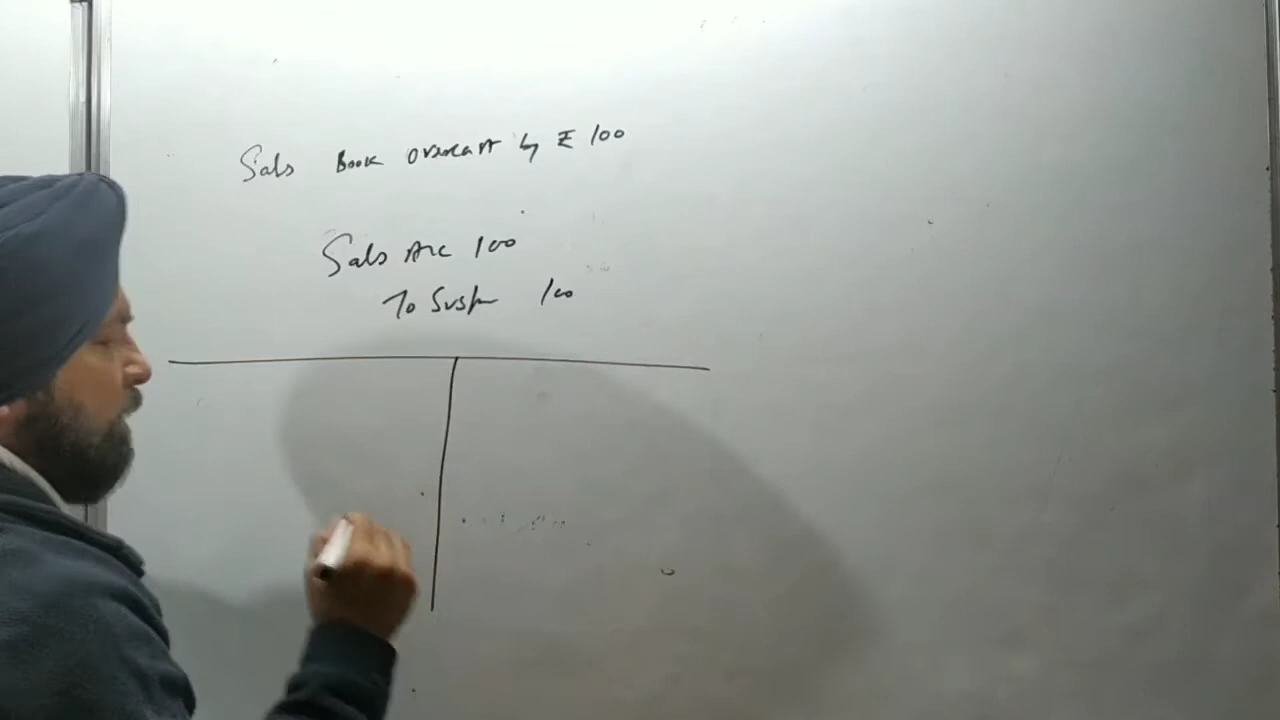 Sales Book overcast by ₹ 100
Sales A/c 100
To Suspense 100